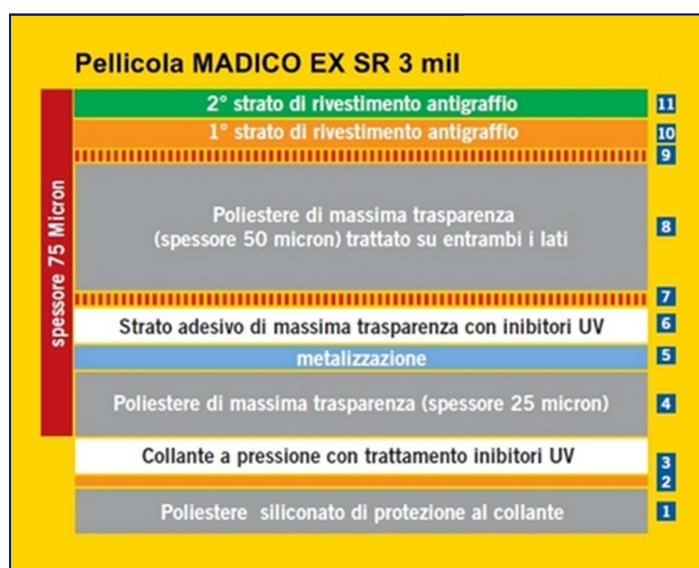 Pellicola MADICO EX SR 3 mil
spessore 75 Micron
2° strato di rivestimento antigraffio
11
1° strato di rivestimento antigraffio
10
9
Poliestere di massima trasparenza
(spessore 50 micron) trattato su entrambi i lati
8
7
Strato adesivo di massima trasparenza con inibitori UV
6
metalizzazione
5
Poliestere di massima trasparenza (spessore 25 micron)
4
Collante a pressione con trattamento inibitori UV
3
2
Poliestere siliconato di protezione al collante
1